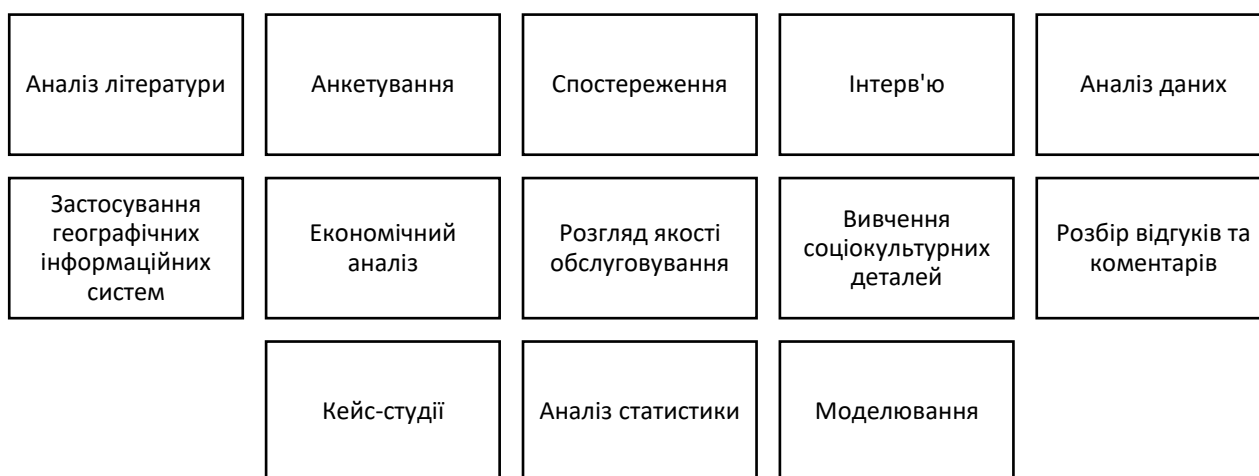 Аналіз літератури
Анкетування
Спостереження
Інтерв'ю
Аналіз даних
Застосування
географічних
інформаційних
систем
Економічний
аналіз
Розгляд якості
обслуговування
Вивчення
соціокультурних
деталей
Розбір відгуків та
коментарів
Кейс-студії
Аналіз статистики
Моделювання